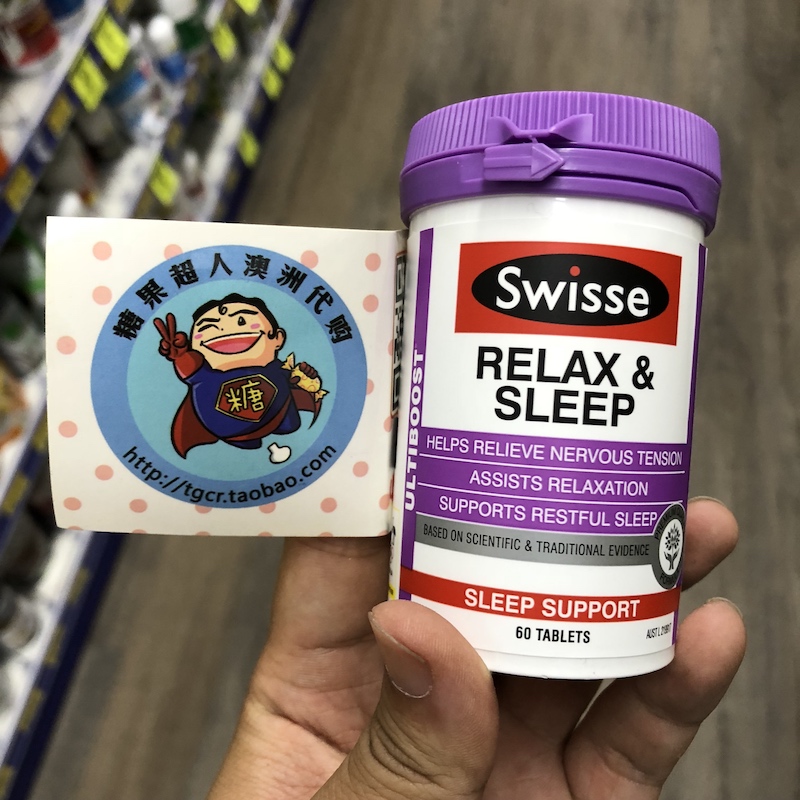 糖果超人澳洲代购
糖
http://tgcr.taobao.com
Swisse
RELAX &
SLEEP
ULTIBOOST
HELPS RELIEVE NERVOUS TENSION
ASSISTS RELAXATION
SUPPORTS RESTFUL SLEEP
BASED ON SCIENTIFIC & TRADITIONAL EVIDENCE
SLEEP SUPPORT
60 TABLETS
AUST L